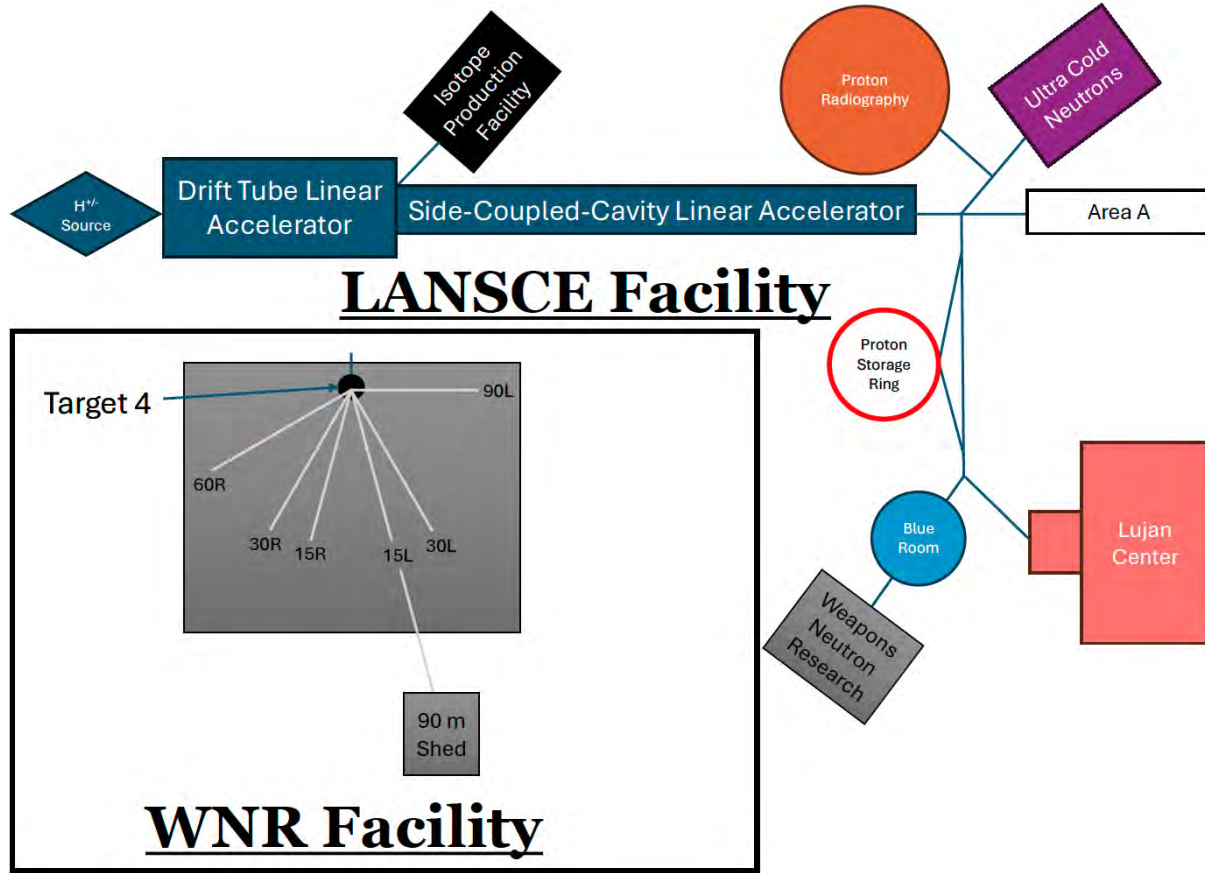 Isotope
Production
Facility
Proton
Radiography
Ultra Cold
Neutrons
H+/-
Source
Drift Tube Linear
Accelerator
Side-Coupled-Cavity Linear Accelerator
Area A
LANSCE Facility
Proton
Storage
Ring
Target 4
90L
60R
30R
15R
15L
30L
Blue
Room
Lujan
Center
Weapons
Neutron
Research
90 m
Shed
WNR Facility